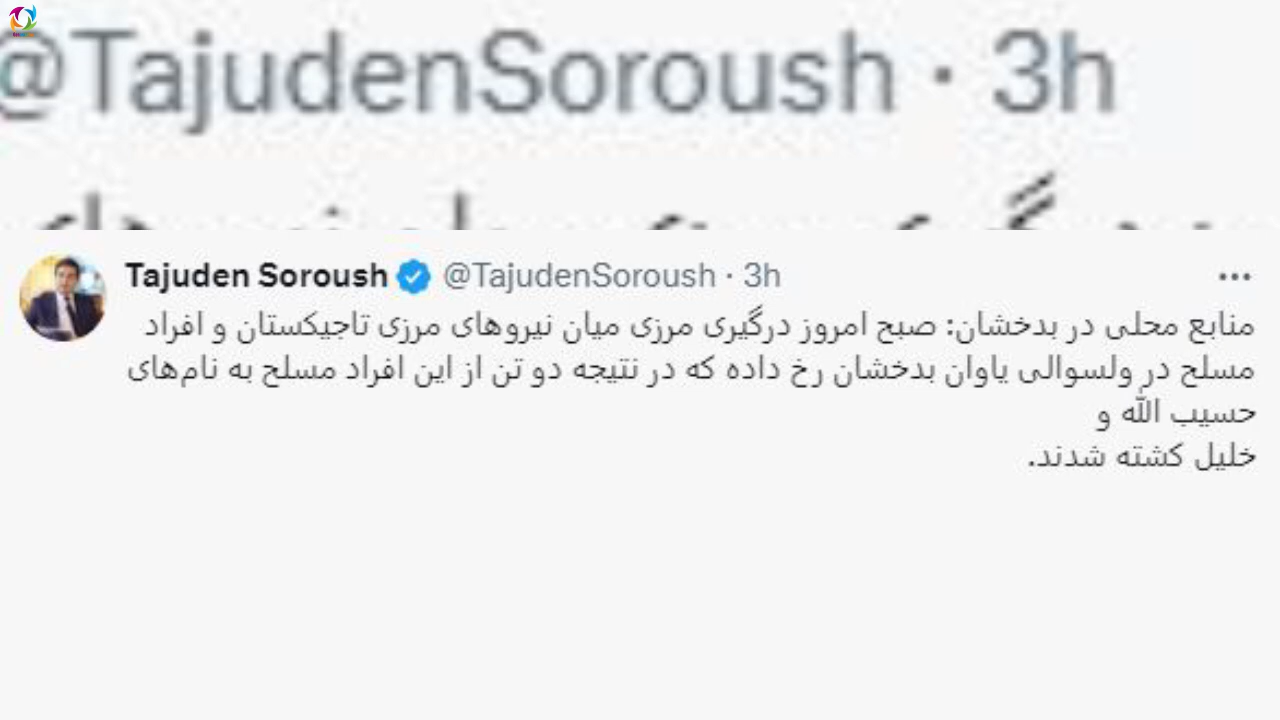 @TajudenSoroush · 3h
Tajuden Soroush @TajudenSoroush · 3h
منابع محلی در بدخشان: صبح امروز درگیری مرزی میان نیروهای مرزی تاجیکستان و افراد
مسلح در ولسوالی یاوان بدخشان رخ داده که در نتیجه دو تن از این افراد مسلح به نام‌های
حسیب الله و
خلیل کشته شدند.